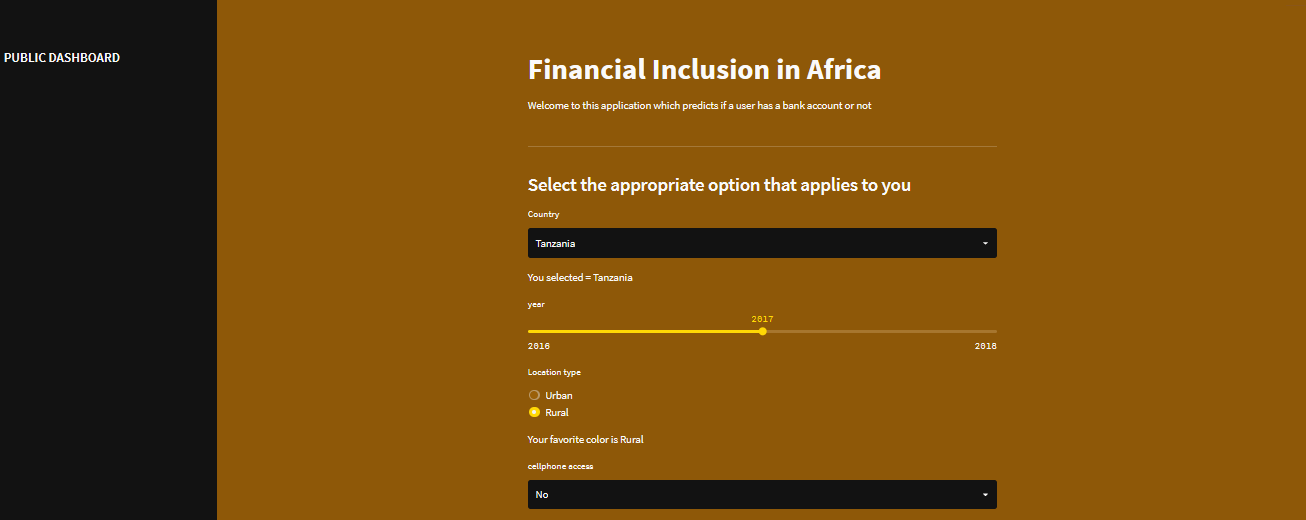 PUBLIC DASHBOARD
Financial Inclusion in Africa
Welcome to this application which predicts if a user has a bank account or not
Select the appropriate option that applies to you
Country
Tanzania
You selected = Tanzania
year
2017
2016 2018
Location type
Urban
Rural
Your favorite color is Rural
cellphone access
No